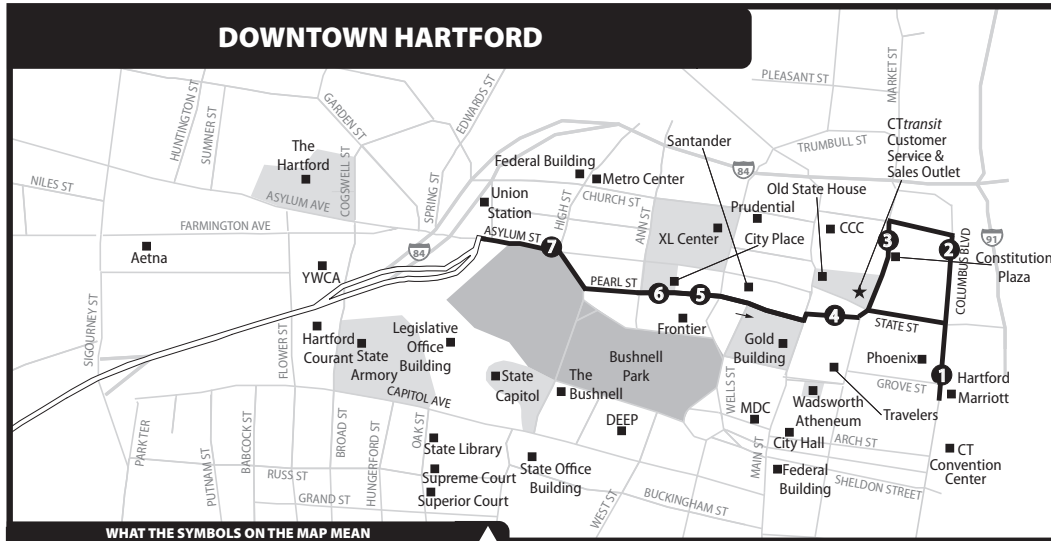 DOWNTOWN HARTFORD
PLEASANT ST
MARKET ST
HUNTINGTON ST
SUMNER ST
GARDEN ST
EDWARDS ST
CTtransit
Customer
Service &
Sales Outlet
TRUMBULL ST
Santander
84
The
Hartford
COGSWELL ST
SPRING ST
Federal Building
Metro Center
CHURCH ST
Old State House
NILES ST
ASYLUM AVE
Union
Station
HIGH ST
ANN ST
Prudential
FARMINGTON AVE
ASYLUM ST
7
XL Center
City Place
CCC
3
2
COLUMBUS BLVD
91
Constitution
Plaza
Aetna
84
YWCA
PEARL ST
6
5
4
STATE ST
SIGOURNEY ST
FLOWER ST
Hartford
Courant
State
Armory
Legislative
Office
Building
Frontier
Gold
Building
Phoenix
1
Bushnell
Park
State
Capitol
The
Bushnell
WELLS ST
GROVE ST
Hartford
Marriott
CAPITOL AVE
Wadsworth
Atheneum
Travelers
MDC
DEEP
City Hall
ARCH ST
PARKTER
PUTNAM ST
BABCOCK ST
BROAD ST
HUNGERFORD ST
OAK ST
State Library
MAIN ST
CT
Convention
Center
RUSS ST
Supreme Court
State Office
Building
Federal
Building
SHELDON STREET
GRAND ST
Superior Court
WEST ST
BUCKINGHAM ST
WHAT THE SYMBOLS ON THE MAP MEAN